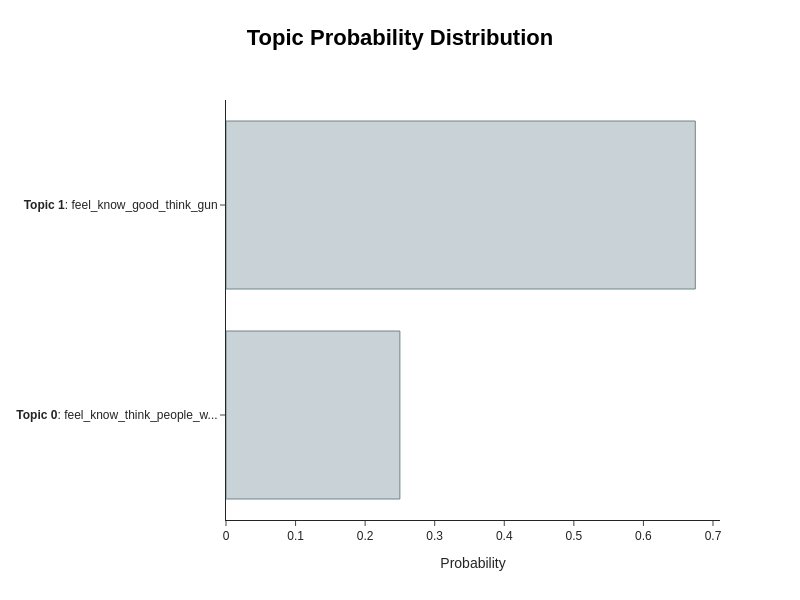 Topic Probability Distribution
Topic 1: feel_know_good_think_gun
Topic 0: feel_know_think_people_w...
0 0.1 0.2 0.3 0.4 0.5 0.6 0.7
Probability